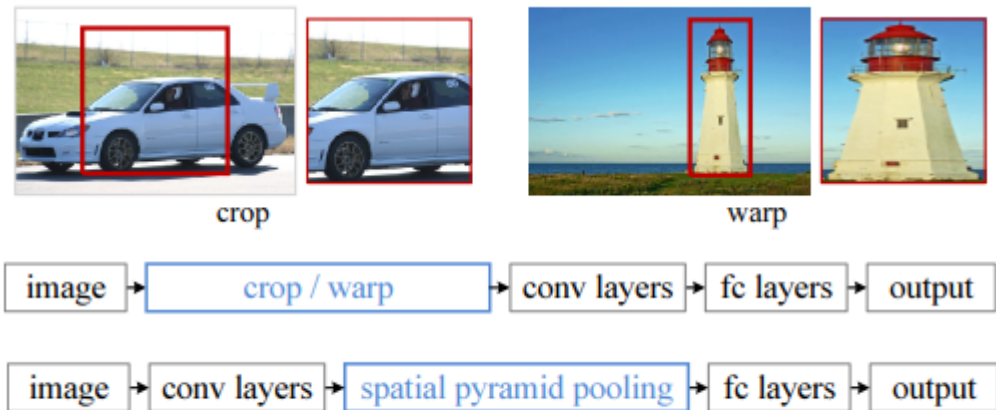 crop
warp
image crop / warp conv layers fc layers output
image conv layers spatial pyramid pooling fc layers output